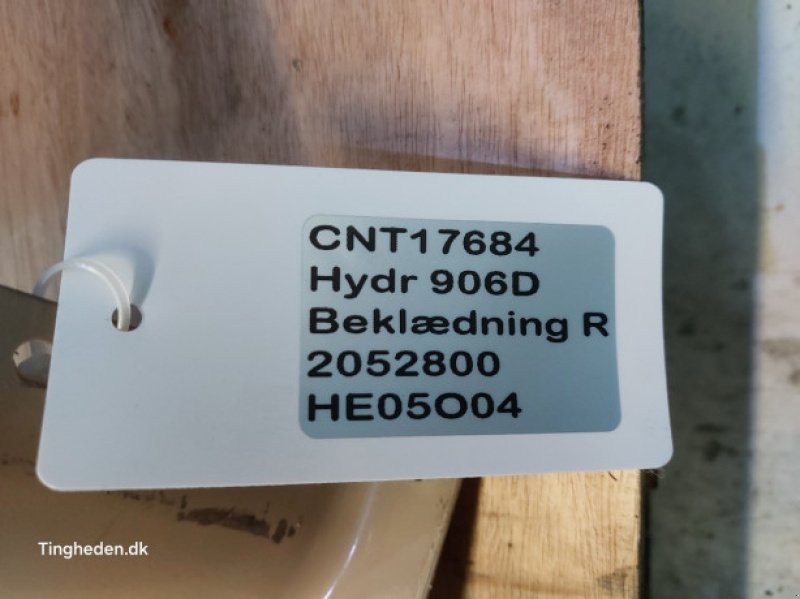 CNT17684
Hydr 906D
Beklædning R
2052800
HE05O04
Tingheden.dk